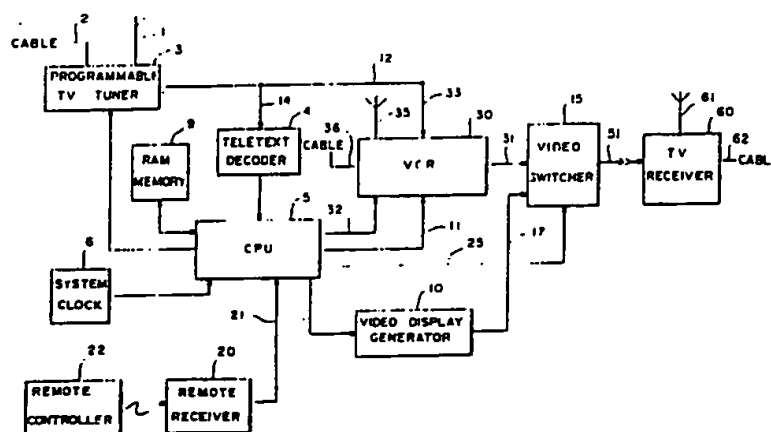 2
1
CABLE
3
PROGRAMMABLE
TV TUNER
12
14
4
33
35
30
15
61
60
9
36
CABLE
TELETEXT
DECODER
VCR
31
VIDEO
SWITCHER
51
TV
RECEIVER
62
CABL
RAM
MEMORY
5
32
11
6
CPU
25
17
SYSTEM
CLOCK
21
10
VIDEO DISPLAY
GENERATOR
22
20
REMOTE
CONTROLLER
REMOTE
RECEIVER